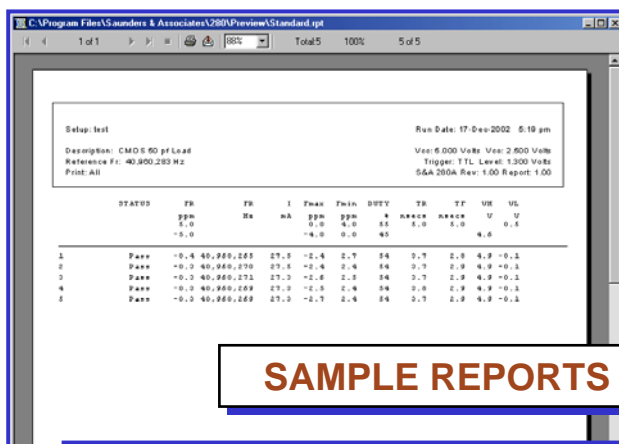 C:\Program Files\Saunders & Associates\280\Preview\Standard.rpt
1 of 1 88% Total:5 100% 5 of 5
Setup: test Run Date: 17-Dec-2002 5:19 pm
Description: CMOS 50 pf Load Vcc: 5.000 Volts Voe: 2.500 Volts
Reference Fr: 40,960,283 Hz Trigger: TTL Level: 1.300 Volts
Print: All S&A 280A Rev: 1.00 Report: 1.00
STATUS FR FR I Fmax Fmin DUTY TR TF VH VL
ppm Hz mA ppm ppm % nsecs nsecs V V
5.0 0.0 4.0 55 5.0 5.0 0.5
-5.0 -4.0 0.0 45 4.5
1 Pass -0.4 40,960,265 27.5 -2.4 2.7 54 3.7 2.8 4.9 -0.1
2 Pass -0.3 40,960,270 27.5 -2.4 2.4 54 3.7 2.9 4.9 -0.1
3 Pass -0.3 40,960,271 27.3 -2.6 2.5 54 3.7 2.9 4.9 -0.1
4 Pass -0.3 40,960,269 27.3 -2.5 2.4 54 3.8 2.9 4.9 -0.1
5 Pass -0.3 40,960,269 27.3 -2.7 2.4 54 3.7 2.9 4.9 -0.1
SAMPLE REPORTS